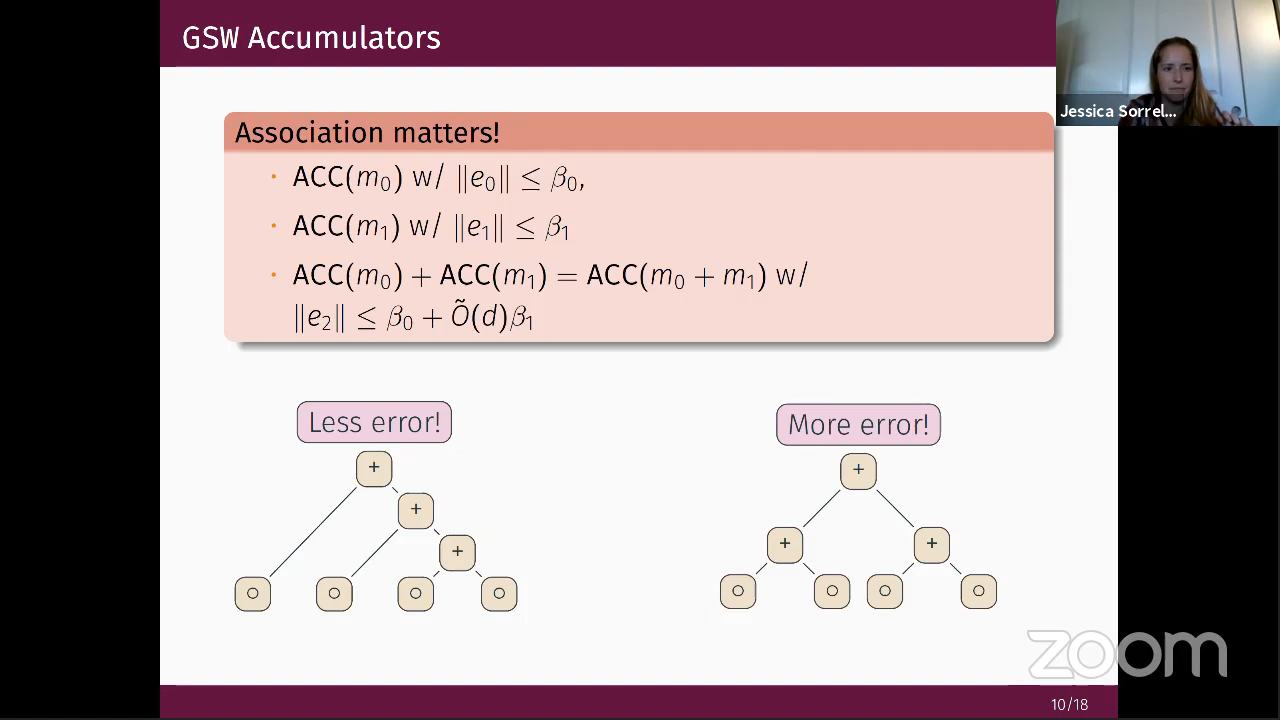 GSW Accumulators
Jessica Sorrel...
Association matters!
· ACC(m₀) w/ ‖e₀‖ ≤ β₀,
· ACC(m₁) w/ ‖e₁‖ ≤ β₁
· ACC(m₀) + ACC(m₁) = ACC(m₀ + m₁) w/
‖e₂‖ ≤ β₀ + Õ(d)β₁
Less error!
More error!
+
+
+
+
+
+
zoom
10/18